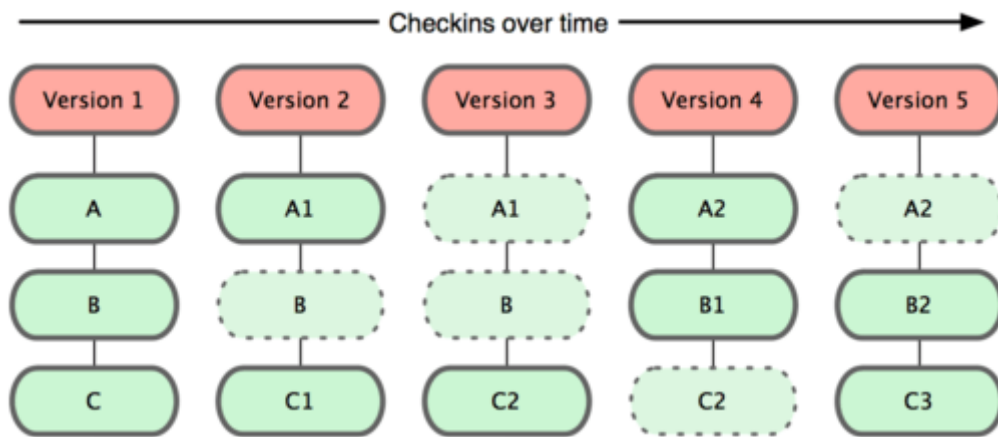 Checkins over time
Version 1 Version 2 Version 3 Version 4 Version 5
A A1 A1 A2 A2
B B B B1 B2
C C1 C2 C2 C3